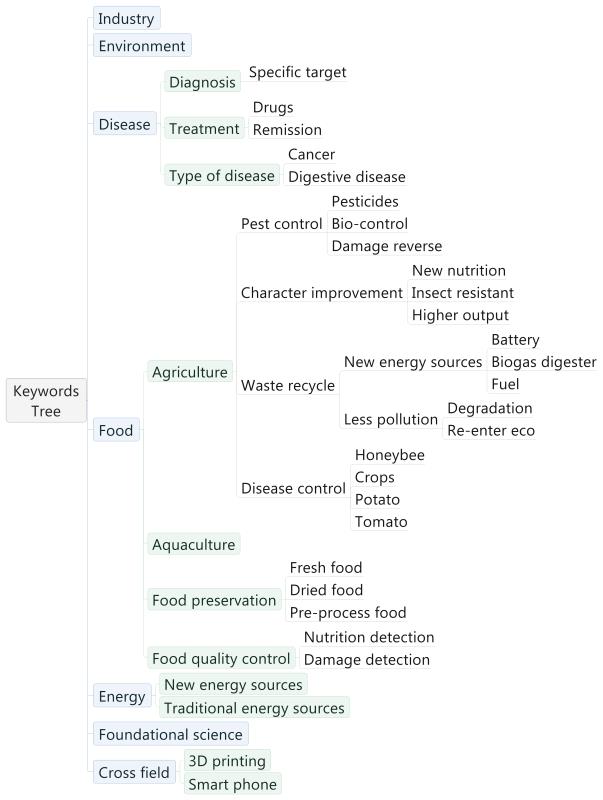 Industry
Environment
Diagnosis
Specific target
Disease
Treatment
Drugs
Remission
Type of disease
Cancer
Digestive disease
Pest control
Pesticides
Bio-control
Damage reverse
Character improvement
New nutrition
Insect resistant
Higher output
Agriculture
Waste recycle
New energy sources
Battery
Biogas digester
Fuel
Less pollution
Degradation
Re-enter eco
Keywords
Tree
Food
Disease control
Honeybee
Crops
Potato
Tomato
Aquaculture
Food preservation
Fresh food
Dried food
Pre-process food
Food quality control
Nutrition detection
Damage detection
Energy
New energy sources
Traditional energy sources
Foundational science
Cross field
3D printing
Smart phone